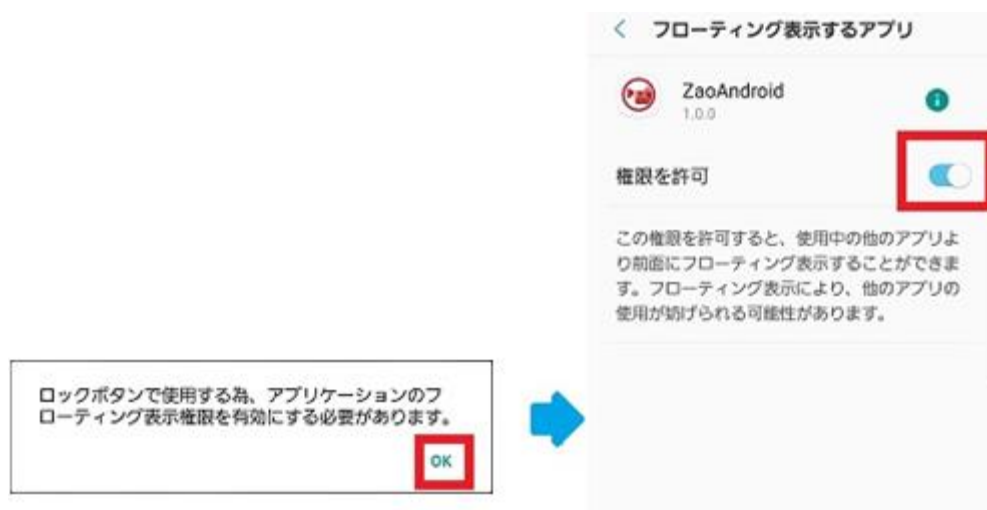 ロックボタンで使用する為、アプリケーションのフ
ローティング表示権限を有効にする必要があります。
OK
フローティング表示するアプリ
ZaoAndroid
1.0.0
権限を許可
この権限を許可すると、使用中の他のアプリよ
り前面にフローティング表示することができま
す。フローティング表示により、他のアプリの
使用が妨げられる可能性があります。